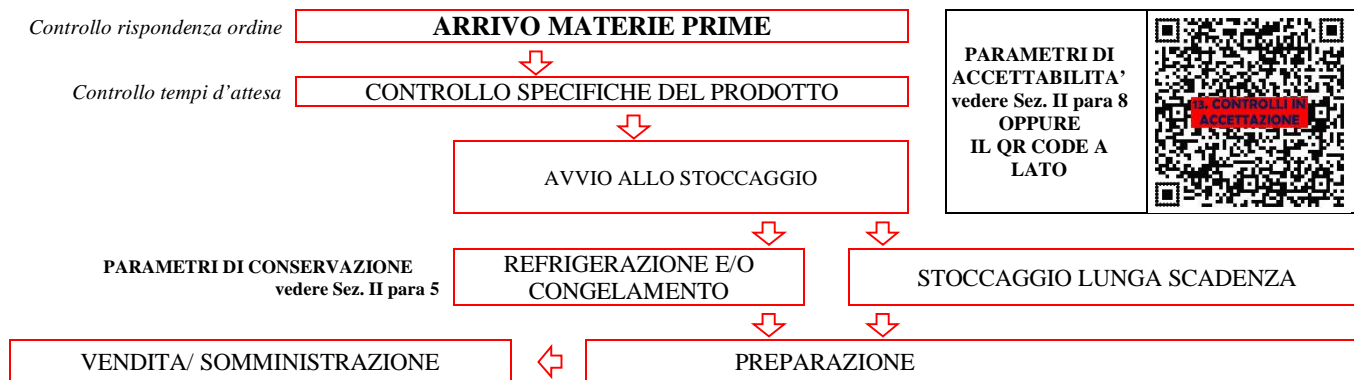 Controllo rispondenza ordine
ARRIVO MATERIE PRIME
Controllo tempi d'attesa
CONTROLLO SPECIFICHE DEL PRODOTTO
AVVIO ALLO STOCCAGGIO
PARAMETRI DI
ACCETTABILITA’
vedere Sez. II para 8
OPPURE
IL QR CODE A
LATO
13. CONTROLLI IN
ACCETTAZIONE
PARAMETRI DI CONSERVAZIONE
vedere Sez. II para 5
REFRIGERAZIONE E/O
CONGELAMENTO
STOCCAGGIO LUNGA SCADENZA
VENDITA/ SOMMINISTRAZIONE
PREPARAZIONE